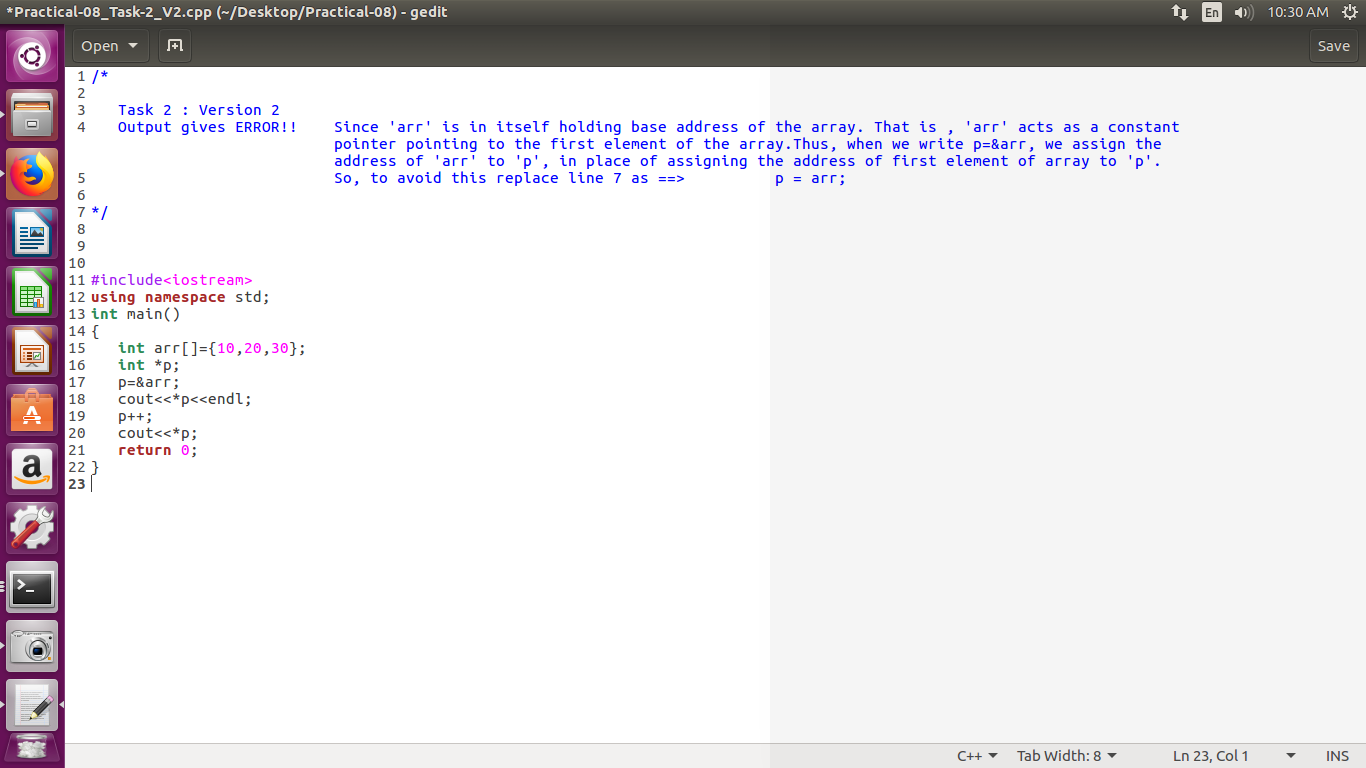 *Practical-08_Task-2_V2.cpp (~/Desktop/Practical-08) - gedit
En
10:30 AM
Open
Save
1 /*
2
3 Task 2 : Version 2
4 Output gives ERROR!! Since 'arr' is in itself holding base address of the array. That is , 'arr' acts as a constant
pointer pointing to the first element of the array.Thus, when we write p=&arr, we assign the
address of 'arr' to 'p', in place of assigning the address of first element of array to 'p'.
5 So, to avoid this replace line 7 as ==> p = arr;
6
7 */
8
9
10
11 #include<iostream>
12 using namespace std;
13 int main()
14 {
15 int arr[]={10,20,30};
16 int *p;
17 p=&arr;
18 cout<<*p<<endl;
19 p++;
20 cout<<*p;
21 return 0;
22 }
23
C++ Tab Width: 8 Ln 23, Col 1 INS